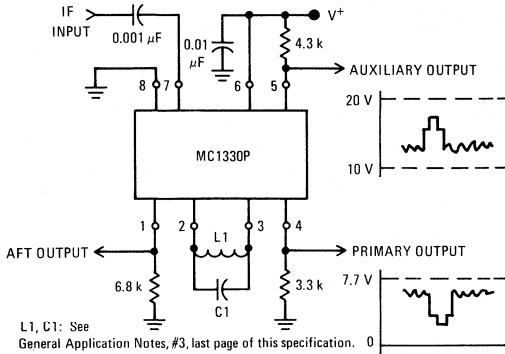 IF
INPUT
0.001 μF
0.01
μF
V+
4.3 k
AUXILIARY OUTPUT
8 7 6 5
20 V
10 V
MC1330P
1 2 3 4
L1
C1
AFT OUTPUT
PRIMARY OUTPUT
6.8 k
3.3 k
7.7 V
0
L1, C1: See
General Application Notes, #3, last page of this specification.